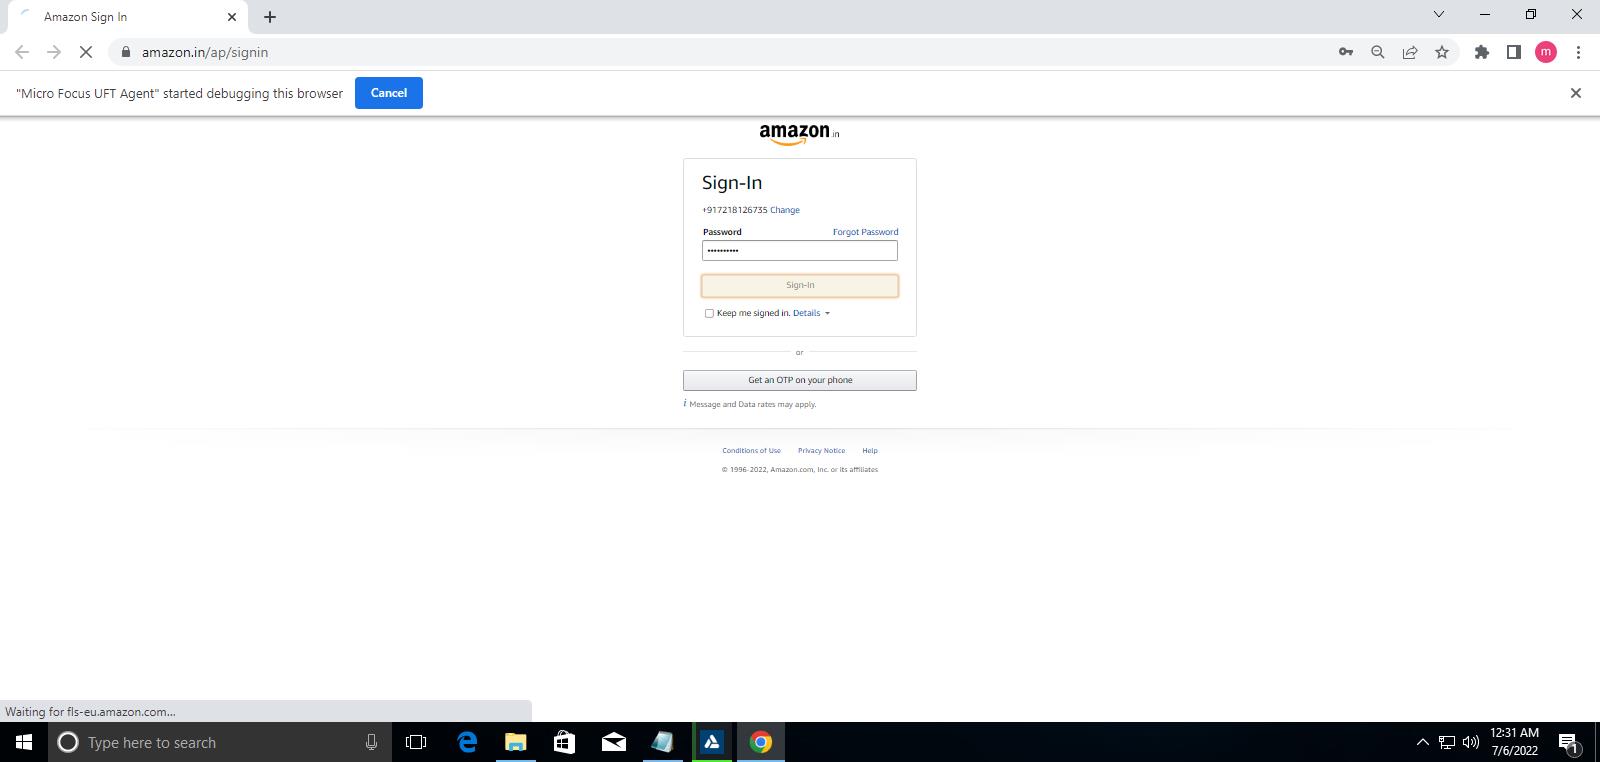 Amazon Sign In
amazon.in/ap/signin
m
"Micro Focus UFT Agent" started debugging this browser
Cancel
amazon.in
Sign-In
+917218126735 Change
Password Forgot Password
••••••••••
Sign-In
Keep me signed in. Details
or
Get an OTP on your phone
i Message and Data rates may apply.
Conditions of Use Privacy Notice Help
© 1996-2022, Amazon.com, Inc. or its affiliates
Waiting for fls-eu.amazon.com...
Type here to search
12:31 AM
7/6/2022
1